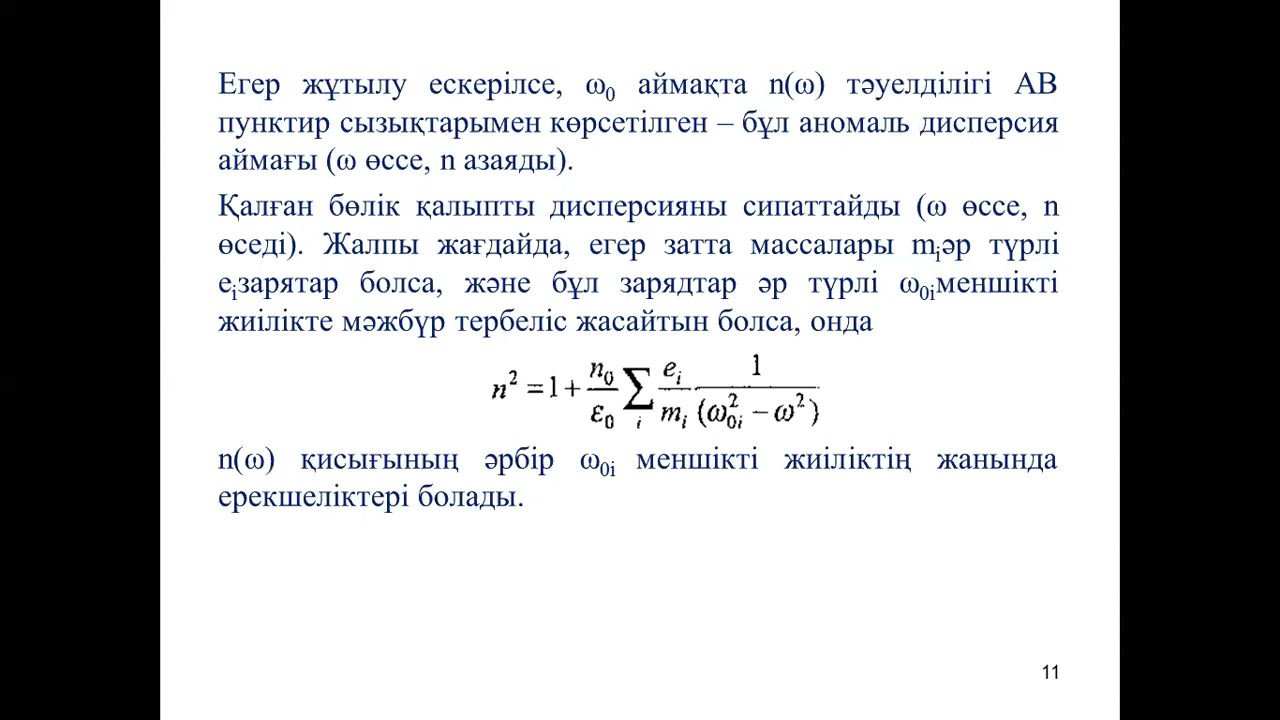 Егер жұтылу ескерілсе, ω₀ аймақта n(ω) тәуелділігі АВ
пунктир сызықтарымен көрсетілген – бұл аномаль дисперсия
аймағы (ω өссе, n азаяды).
Қалған бөлік қалыпты дисперсияны сипаттайды (ω өссе, n
өседі). Жалпы жағдайда, егер затта массалары mᵢәр түрлі
eᵢзарятар болса, және бұл зарядтар әр түрлі ω₀ᵢменшікті
жиілікте мәжбүр тербеліс жасайтын болса, онда
n² = 1 + n₀/ε₀ ∑ᵢ eᵢ/mᵢ 1/(ω₀ᵢ² − ω²)
n(ω) қисығының әрбір ω₀ᵢ меншікті жиіліктің жанында
ерекшеліктері болады.
11